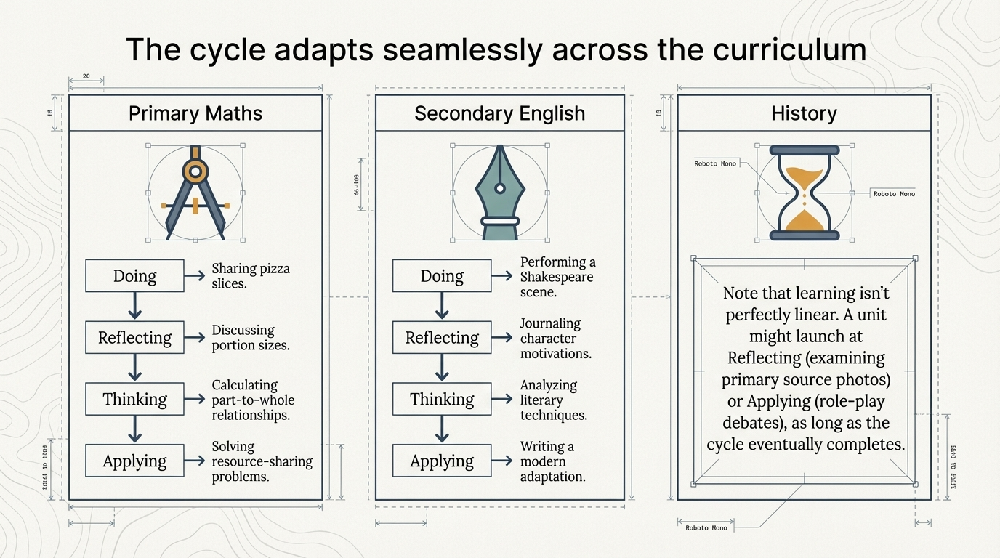 The cycle adapts seamlessly across the curriculum
20
Primary Maths
Doing
Sharing pizza
slices.
Reflecting
Discussing
portion sizes.
Thinking
Calculating
part-to-whole
relationships.
Applying
Solving
resource-sharing
problems.
Secondary English
Doing
Performing a
Shakespeare
scene.
Reflecting
Journaling
character
motivations.
Thinking
Analyzing
literary
techniques.
Applying
Writing a
modern
adaptation.
History
Roboto Mono
Roboto Mono
Note that learning isn't
perfectly linear. A unit
might launch at
Reflecting (examining
primary source photos)
or Applying (role-play
debates), as long as the
cycle eventually completes.
Roboto Mono